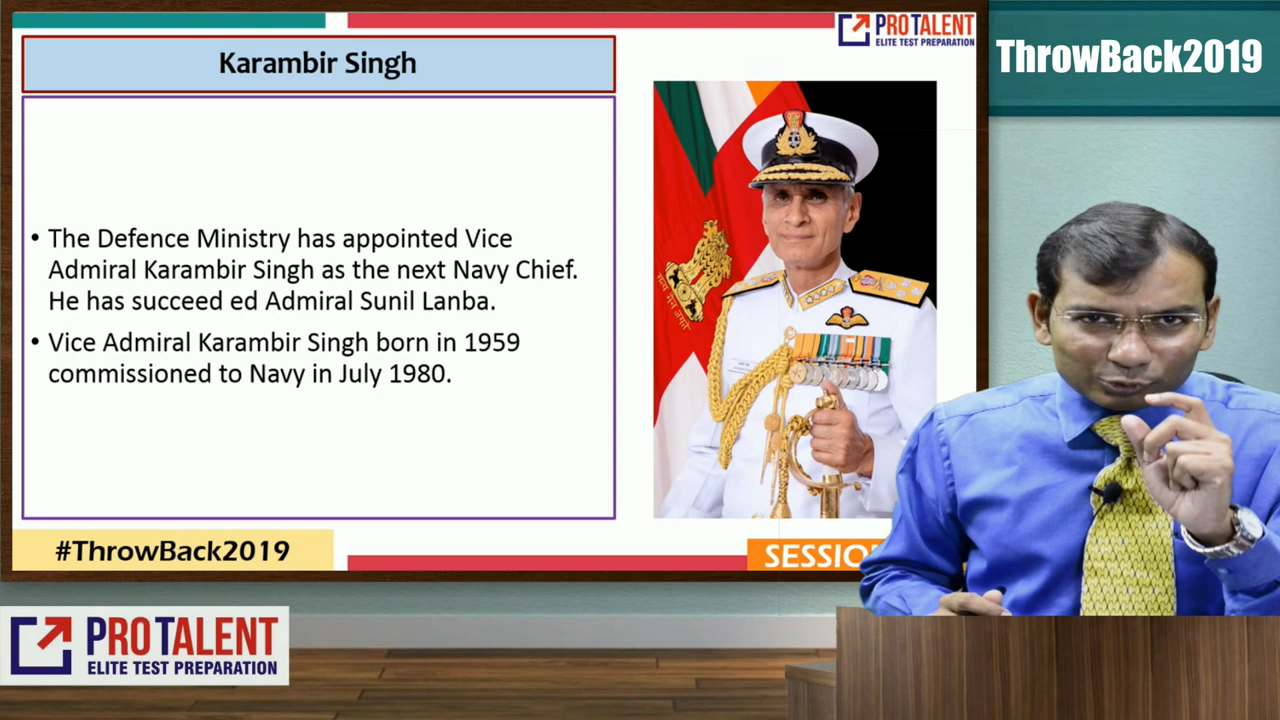 PROTALENT
ELITE TEST PREPARATION
ThrowBack2019
Karambir Singh
• The Defence Ministry has appointed Vice
Admiral Karambir Singh as the next Navy Chief.
He has succeed ed Admiral Sunil Lanba.
• Vice Admiral Karambir Singh born in 1959
commissioned to Navy in July 1980.
#ThrowBack2019
PROTALENT
ELITE TEST PREPARATION